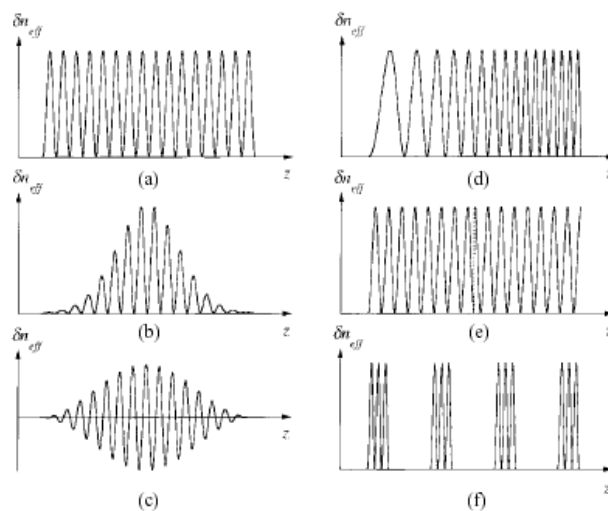 δn eff
δn eff
(a)
z
(d)
δn eff
δn eff
(b)
z
(e)
δn eff
δn eff
z
(c)
(f)